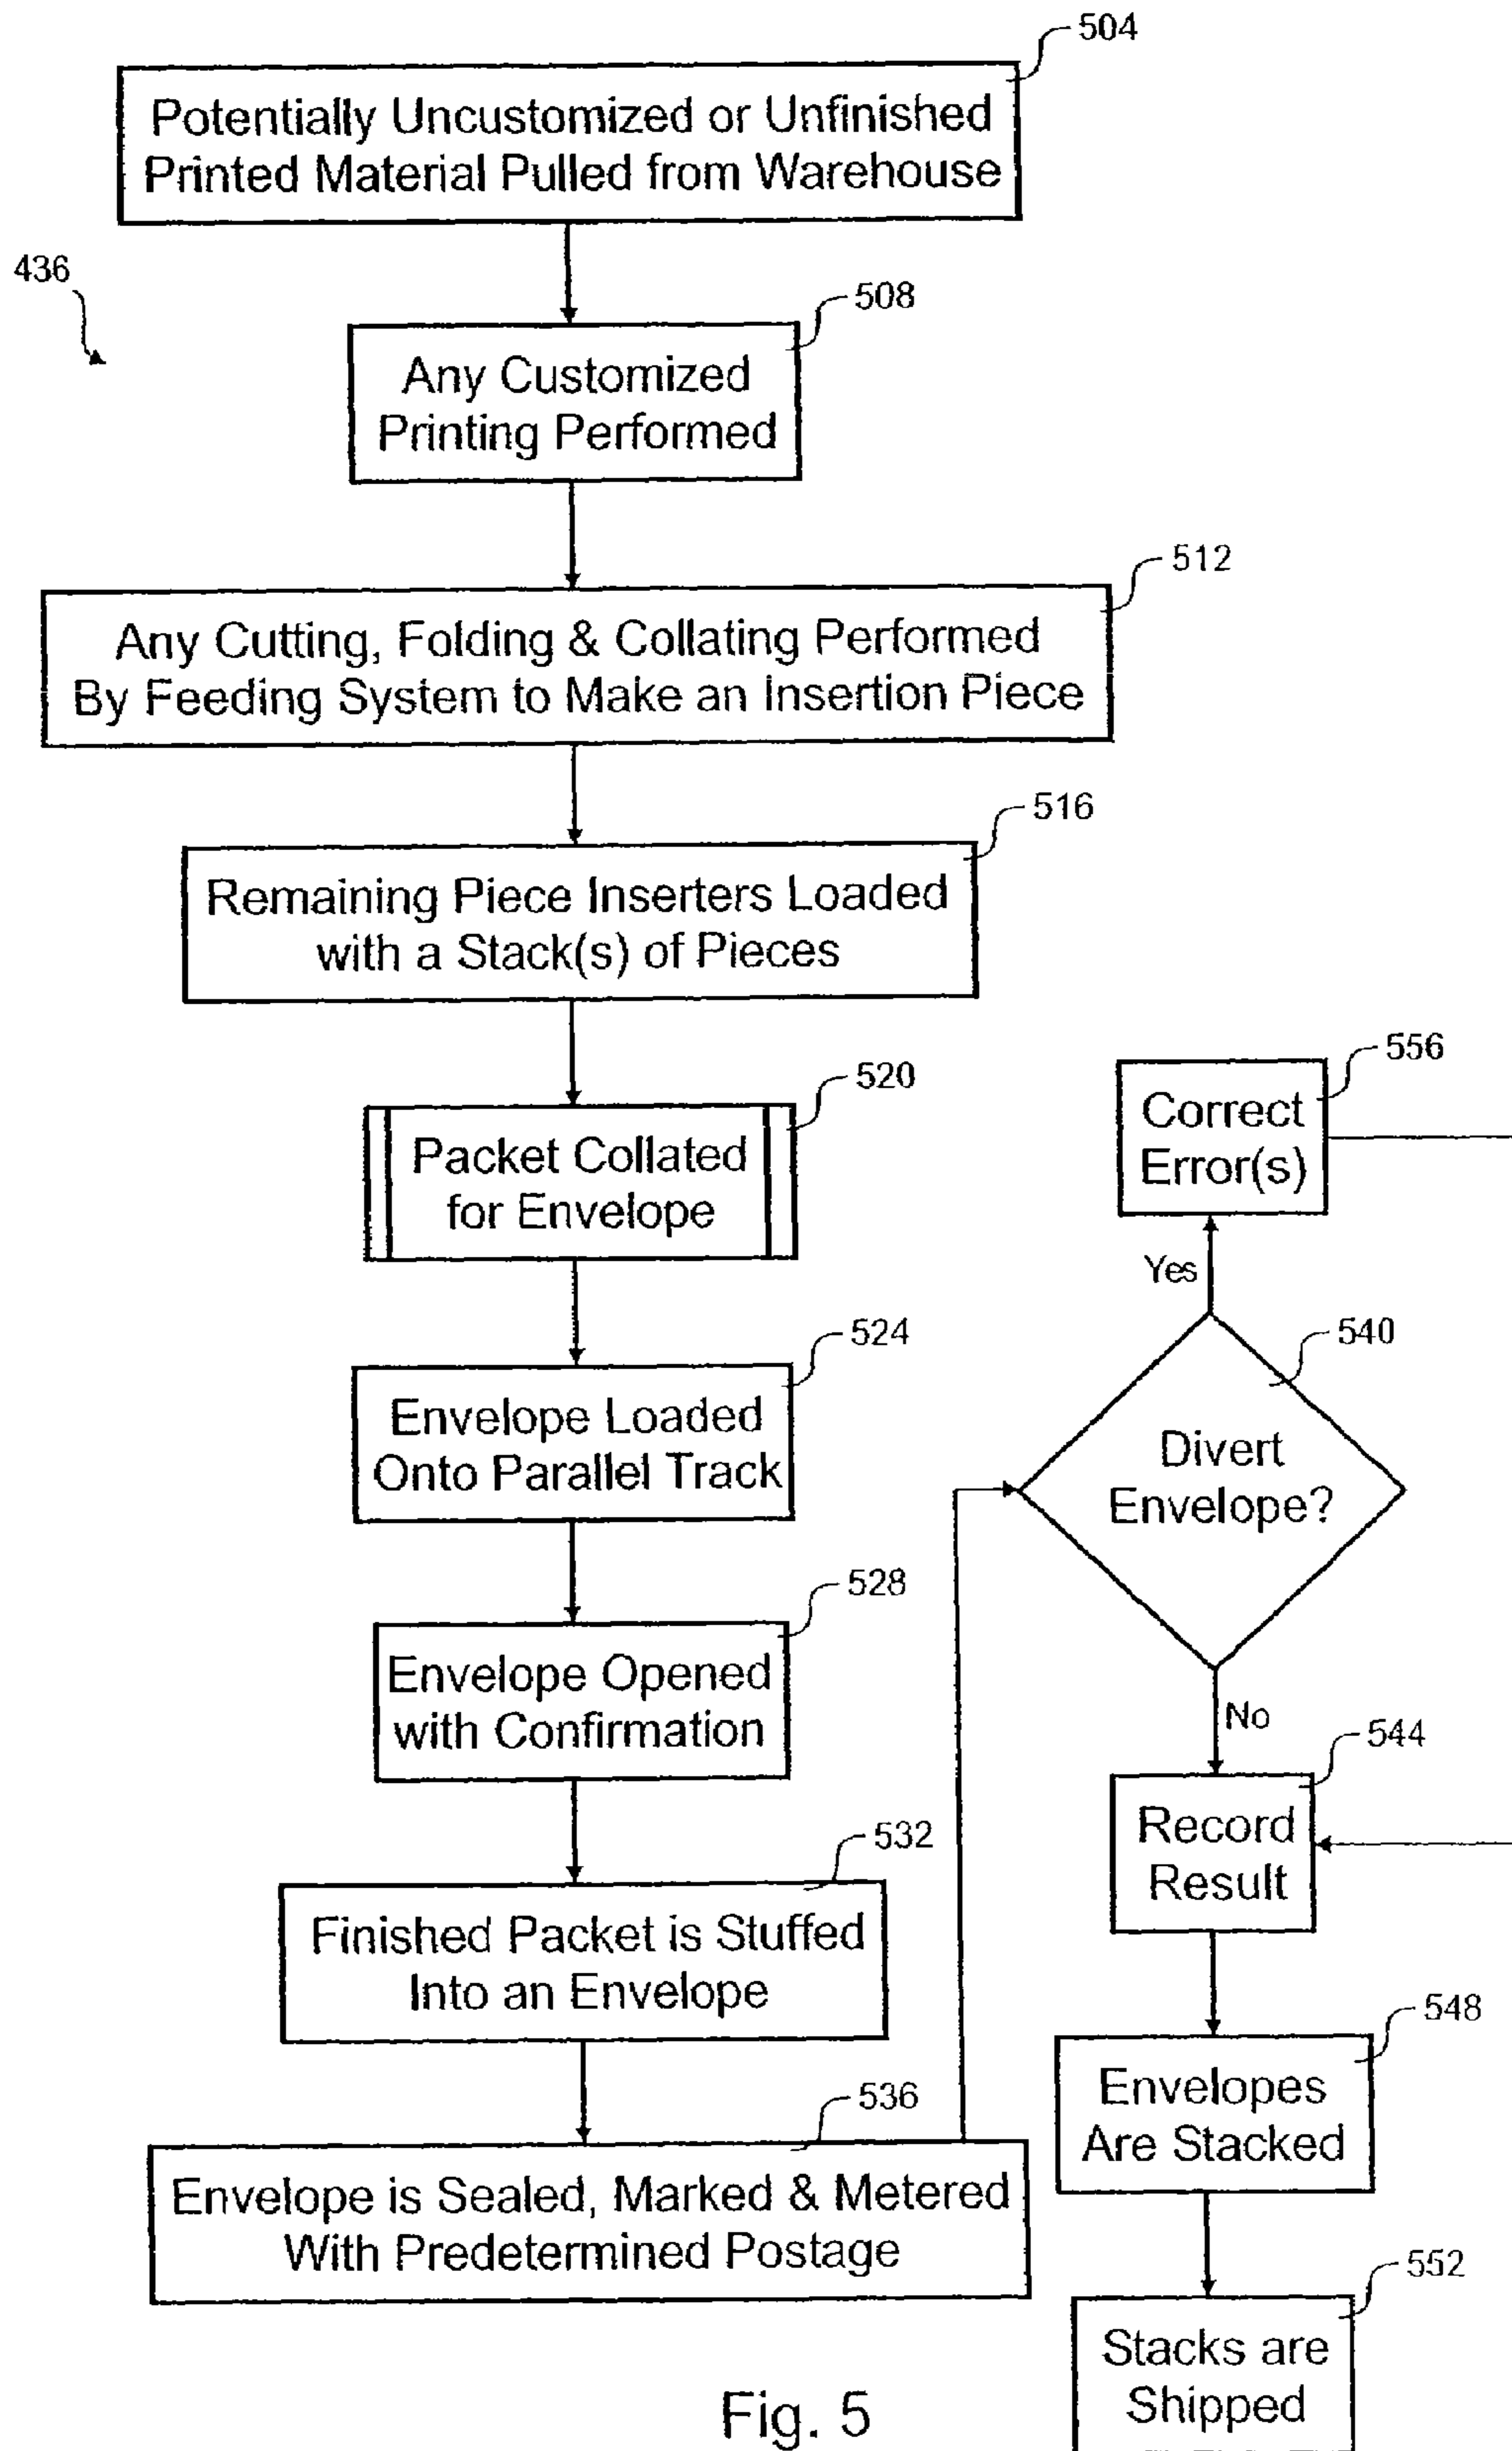 504
Potentially Uncustomized or Unfinished
Printed Material Pulled from Warehouse
436
508
Any Customized
Printing Performed
512
Any Cutting, Folding & Collating Performed
By Feeding System to Make an Insertion Piece
516
Remaining Piece Inserters Loaded
with a Stack(s) of Pieces
520
Packet Collated
for Envelope
524
Envelope Loaded
Onto Parallel Track
528
Envelope Opened
with Confirmation
532
Finished Packet is Stuffed
Into an Envelope
536
Envelope is Sealed, Marked & Metered
With Predetermined Postage
556
Correct
Error(s)
Yes
540
Divert
Envelope?
No
544
Record
Result
548
Envelopes
Are Stacked
552
Stacks are
Shipped
Fig. 5